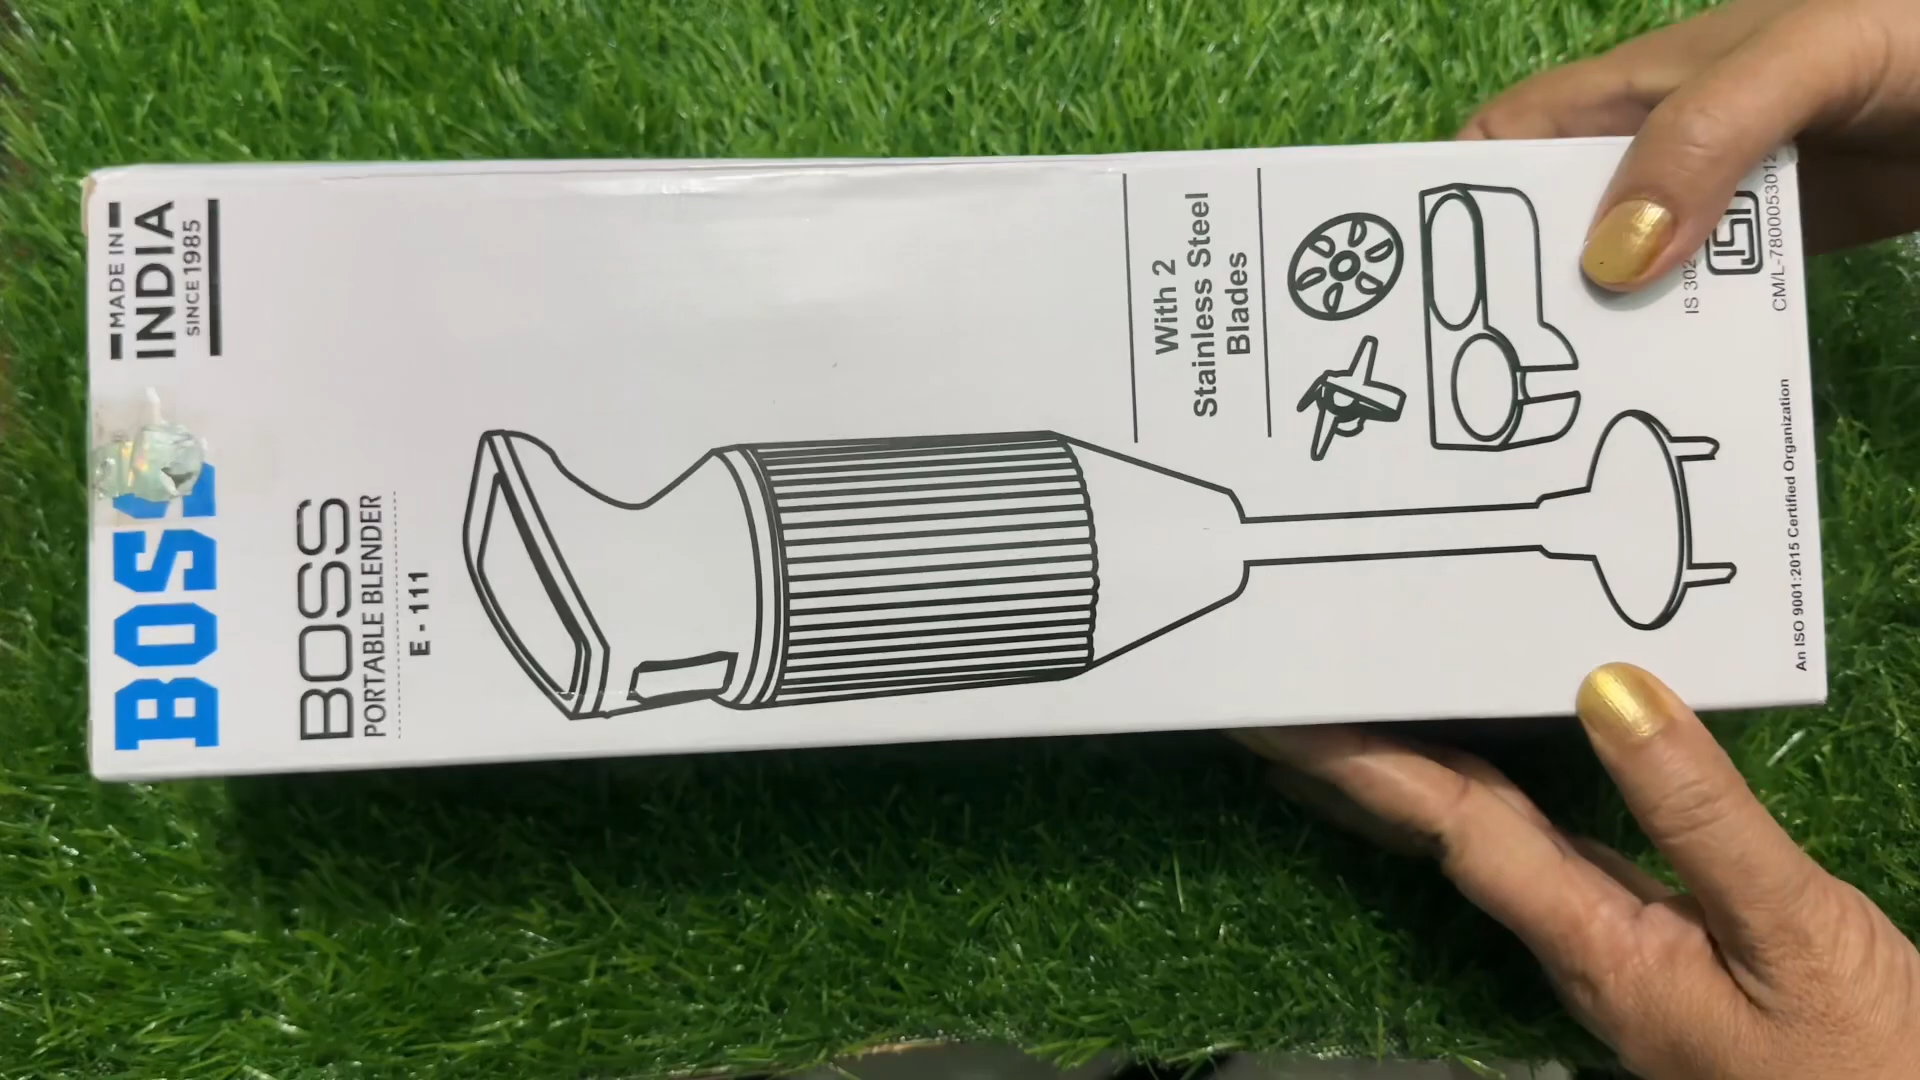 MADE IN
INDIA
SINCE 1985
BOSS
BOSS
PORTABLE BLENDER
E - 111
With 2
Stainless Steel
Blades
IS 302
ISI
CM/L-7800053012
An ISO 9001:2015 Certified Organization